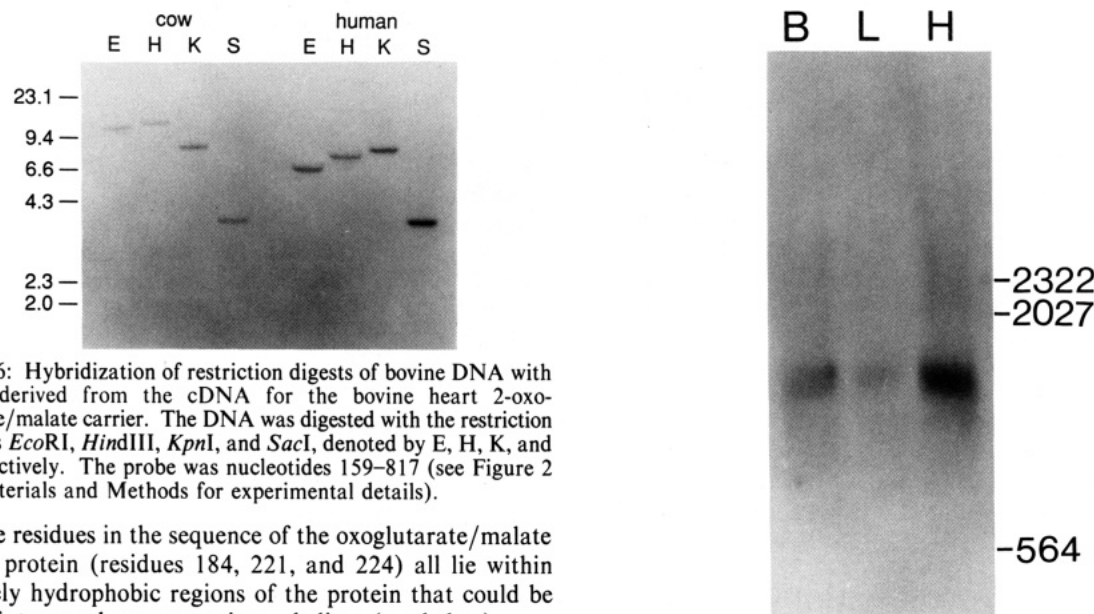 cow human
E H K S E H K S
23.1
9.4
6.6
4.3
2.3
2.0
6: Hybridization of restriction digests of bovine DNA with
derived from the cDNA for the bovine heart 2-oxo-
e/malate carrier. The DNA was digested with the restriction
s EcoRI, HindIII, KpnI, and SacI, denoted by E, H, K, and
ctively. The probe was nucleotides 159–817 (see Figure 2
terials and Methods for experimental details).
e residues in the sequence of the oxoglutarate/malate
protein (residues 184, 221, and 224) all lie within
ely hydrophobic regions of the protein that could be
B L H
-2322
-2027
-564